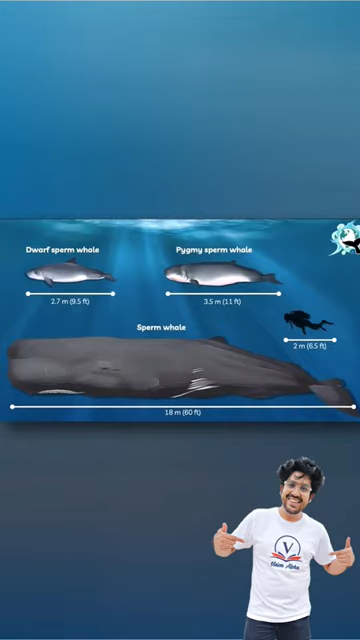 Dwarf sperm whale
Pygmy sperm whale
2.7 m (9.5 ft)
3.5 m (11 ft)
Sperm whale
2 m (6.5 ft)
18 m (60 ft)
V